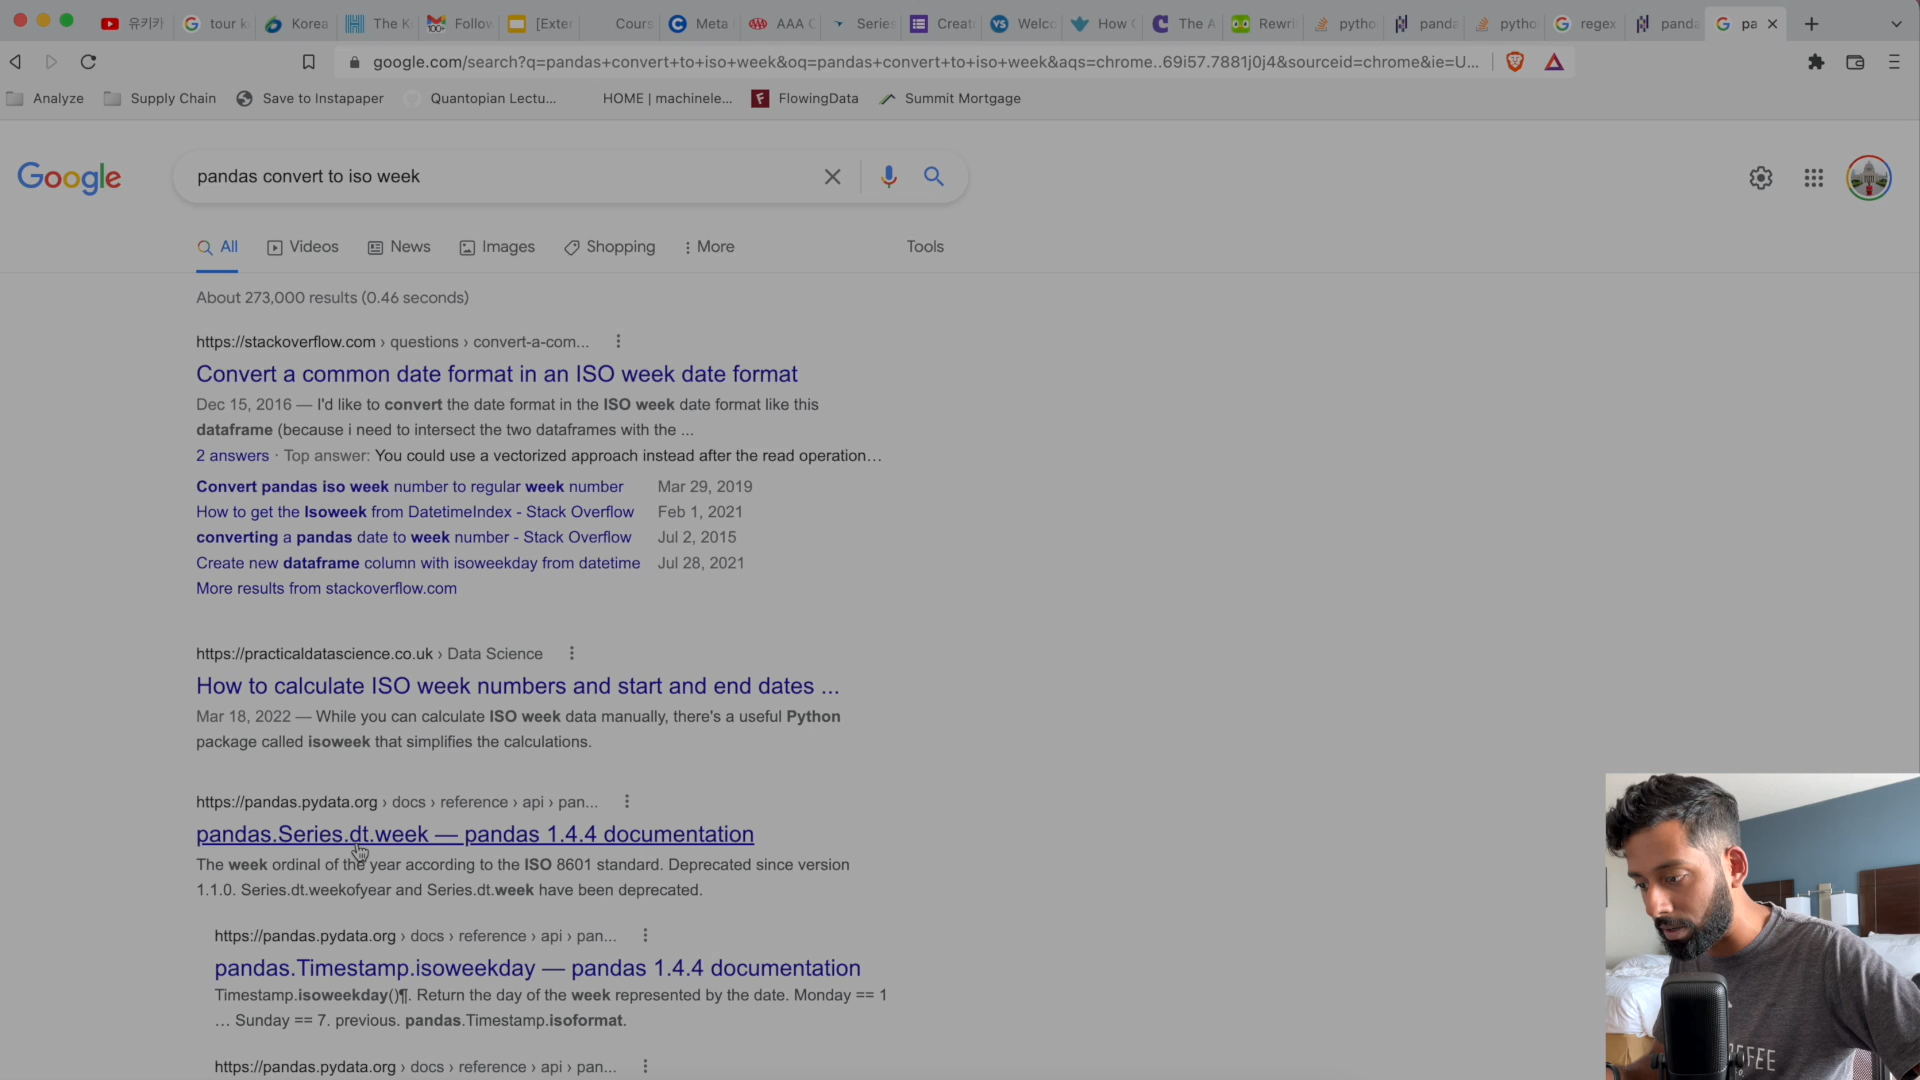 유키카
tour k
Korea
The K
Follow
[Exter
Cours
Meta
AAA C
Series
Creat
Welco
How
The A
Rewri
pytho
panda
pytho
regex
panda
pa
google.com/search?q=pandas+convert+to+iso+week&oq=pandas+convert+to+iso+week&aqs=chrome..69i57.7881j0j4&sourceid=chrome&ie=U...
Analyze
Supply Chain
Save to Instapaper
Quantopian Lectu...
HOME | machinele...
FlowingData
Summit Mortgage
Google
pandas convert to iso week
All
Videos
News
Images
Shopping
More
Tools
About 273,000 results (0.46 seconds)
https://stackoverflow.com › questions › convert-a-com...
Convert a common date format in an ISO week date format
Dec 15, 2016 — I'd like to convert the date format in the ISO week date format like this
dataframe (because i need to intersect the two dataframes with the ...
2 answers · Top answer: You could use a vectorized approach instead after the read operation...
Convert pandas iso week number to regular week number Mar 29, 2019
How to get the Isoweek from DatetimeIndex - Stack Overflow Feb 1, 2021
converting a pandas date to week number - Stack Overflow Jul 2, 2015
Create new dataframe column with isoweekday from datetime Jul 28, 2021
More results from stackoverflow.com
https://practicaldatascience.co.uk › Data Science
How to calculate ISO week numbers and start and end dates ...
Mar 18, 2022 — While you can calculate ISO week data manually, there's a useful Python
package called isoweek that simplifies the calculations.
https://pandas.pydata.org › docs › reference › api › pan...
pandas.Series.dt.week — pandas 1.4.4 documentation
The week ordinal of the year according to the ISO 8601 standard. Deprecated since version
1.1.0. Series.dt.weekofyear and Series.dt.week have been deprecated.
https://pandas.pydata.org › docs › reference › api › pan...
pandas.Timestamp.isoweekday — pandas 1.4.4 documentation
Timestamp.isoweekday()¶. Return the day of the week represented by the date. Monday == 1
... Sunday == 7. previous. pandas.Timestamp.isoformat.
https://pandas.pydata.org › docs › reference › api › pan...